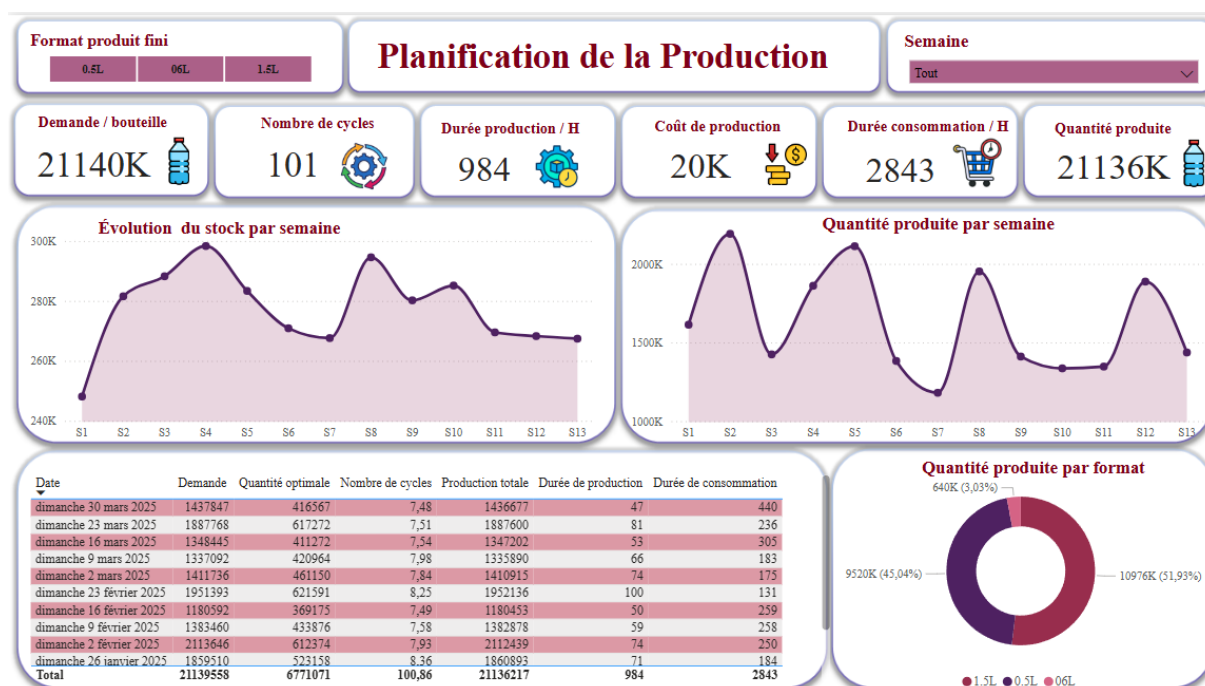 Format produit fini
0.5L 06L 1.5L
Planification de la Production
Semaine
Tout
Demande / bouteille
21140K
Nombre de cycles
101
Durée production / H
984
Coût de production
20K
Durée consommation / H
2843
Quantité produite
21136K
Évolution du stock par semaine
300K
280K
260K
240K
S1 S2 S3 S4 S5 S6 S7 S8 S9 S10 S11 S12 S13
Quantité produite par semaine
2000K
1500K
1000K
S1 S2 S3 S4 S5 S6 S7 S8 S9 S10 S11 S12 S13
Date Demande Quantité optimale Nombre de cycles Production totale Durée de production Durée de consommation
dimanche 30 mars 2025 1437847 416567 7,48 1436677 47 440
dimanche 23 mars 2025 1887768 617272 7,51 1887600 81 236
dimanche 16 mars 2025 1348445 411272 7,54 1347202 53 305
dimanche 9 mars 2025 1337092 420964 7,98 1335890 66 183
dimanche 2 mars 2025 1411736 461150 7,84 1410915 74 175
dimanche 23 février 2025 1951393 621591 8,25 1952136 100 131
dimanche 16 février 2025 1180592 369175 7,49 1180453 50 259
dimanche 9 février 2025 1383460 433876 7,58 1382878 59 258
dimanche 2 février 2025 2113646 612374 7,93 2112439 74 250
dimanche 26 janvier 2025 1859510 523158 8,36 1860893 71 184
Total 21139558 6771071 100,86 21136217 984 2843
Quantité produite par format
640K (3,03%)
9520K (45,04%)
10976K (51,93%)
1.5L 0.5L 06L